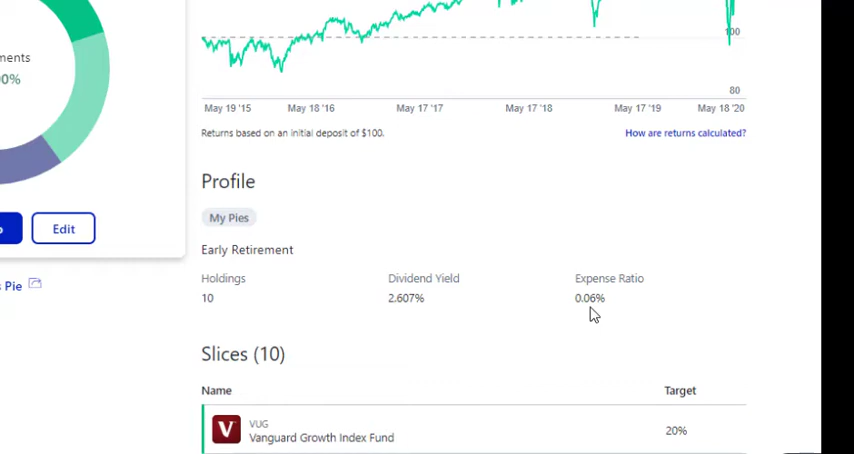 ments
0%
100
80
May 19 '15 May 18 '16 May 17 '17 May 17 '18 May 17 '19 May 18 '20
Returns based on an initial deposit of $100. How are returns calculated?
Profile
My Pies
Edit
Early Retirement
Holdings Dividend Yield Expense Ratio
10 2.607% 0.06%
Pie
Slices (10)
Name Target
V
VUG
Vanguard Growth Index Fund 20%